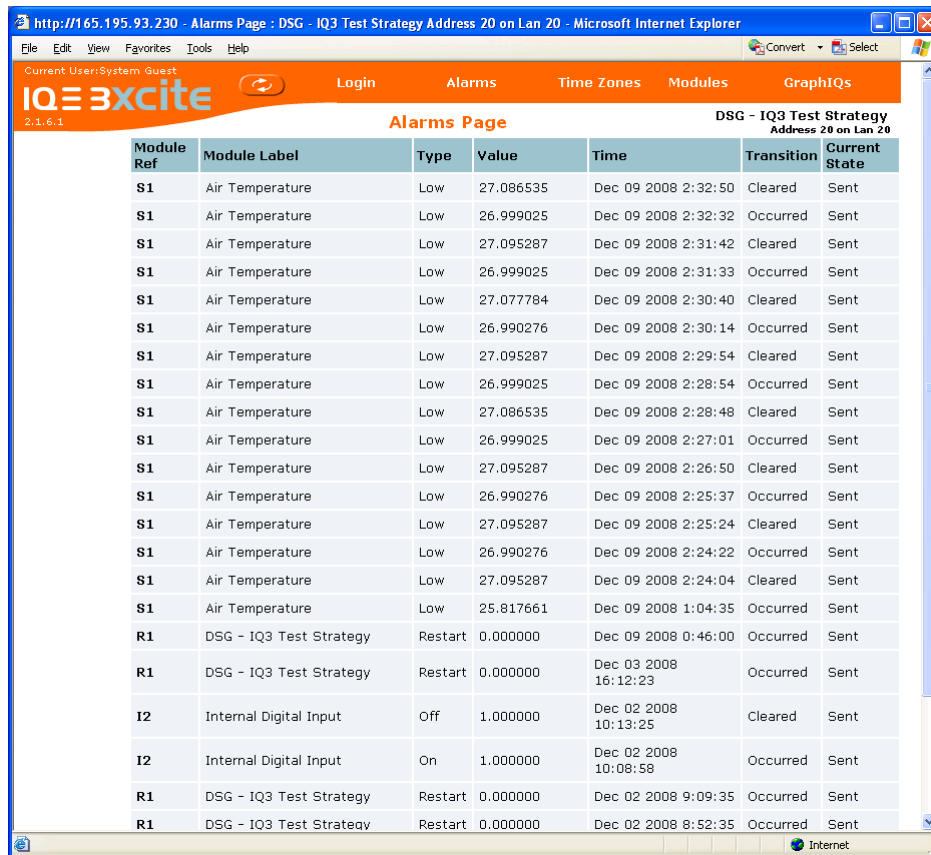 http://165.195.93.230 - Alarms Page : DSG - IQ3 Test Strategy Address 20 on Lan 20 - Microsoft Internet Explorer
File Edit View Favorites Tools Help Convert Select
Current User:System Guest
IQ3 3xcite
2.1.6.1
Login Alarms Time Zones Modules GraphIQs
Alarms Page
DSG - IQ3 Test Strategy
Address 20 on Lan 20
Module Ref Module Label Type Value Time Transition Current State
S1 Air Temperature Low 27.086535 Dec 09 2008 2:32:50 Cleared Sent
S1 Air Temperature Low 26.999025 Dec 09 2008 2:32:32 Occurred Sent
S1 Air Temperature Low 27.095287 Dec 09 2008 2:31:42 Cleared Sent
S1 Air Temperature Low 26.999025 Dec 09 2008 2:31:33 Occurred Sent
S1 Air Temperature Low 27.077784 Dec 09 2008 2:30:40 Cleared Sent
S1 Air Temperature Low 26.990276 Dec 09 2008 2:30:14 Occurred Sent
S1 Air Temperature Low 27.095287 Dec 09 2008 2:29:54 Cleared Sent
S1 Air Temperature Low 26.999025 Dec 09 2008 2:28:54 Occurred Sent
S1 Air Temperature Low 27.086535 Dec 09 2008 2:28:48 Cleared Sent
S1 Air Temperature Low 26.999025 Dec 09 2008 2:27:01 Occurred Sent
S1 Air Temperature Low 27.095287 Dec 09 2008 2:26:50 Cleared Sent
S1 Air Temperature Low 26.990276 Dec 09 2008 2:25:37 Occurred Sent
S1 Air Temperature Low 27.095287 Dec 09 2008 2:25:24 Cleared Sent
S1 Air Temperature Low 26.990276 Dec 09 2008 2:24:22 Occurred Sent
S1 Air Temperature Low 27.095287 Dec 09 2008 2:24:04 Cleared Sent
S1 Air Temperature Low 25.817661 Dec 09 2008 1:04:35 Occurred Sent
R1 DSG - IQ3 Test Strategy Restart 0.000000 Dec 09 2008 0:46:00 Occurred Sent
R1 DSG - IQ3 Test Strategy Restart 0.000000 Dec 03 2008 16:12:23 Occurred Sent
I2 Internal Digital Input Off 1.000000 Dec 02 2008 10:13:25 Cleared Sent
I2 Internal Digital Input On 1.000000 Dec 02 2008 10:08:58 Occurred Sent
R1 DSG - IQ3 Test Strategy Restart 0.000000 Dec 02 2008 9:09:35 Occurred Sent
R1 DSG - IQ3 Test Strategy Restart 0.000000 Dec 02 2008 8:52:35 Occurred Sent
Internet